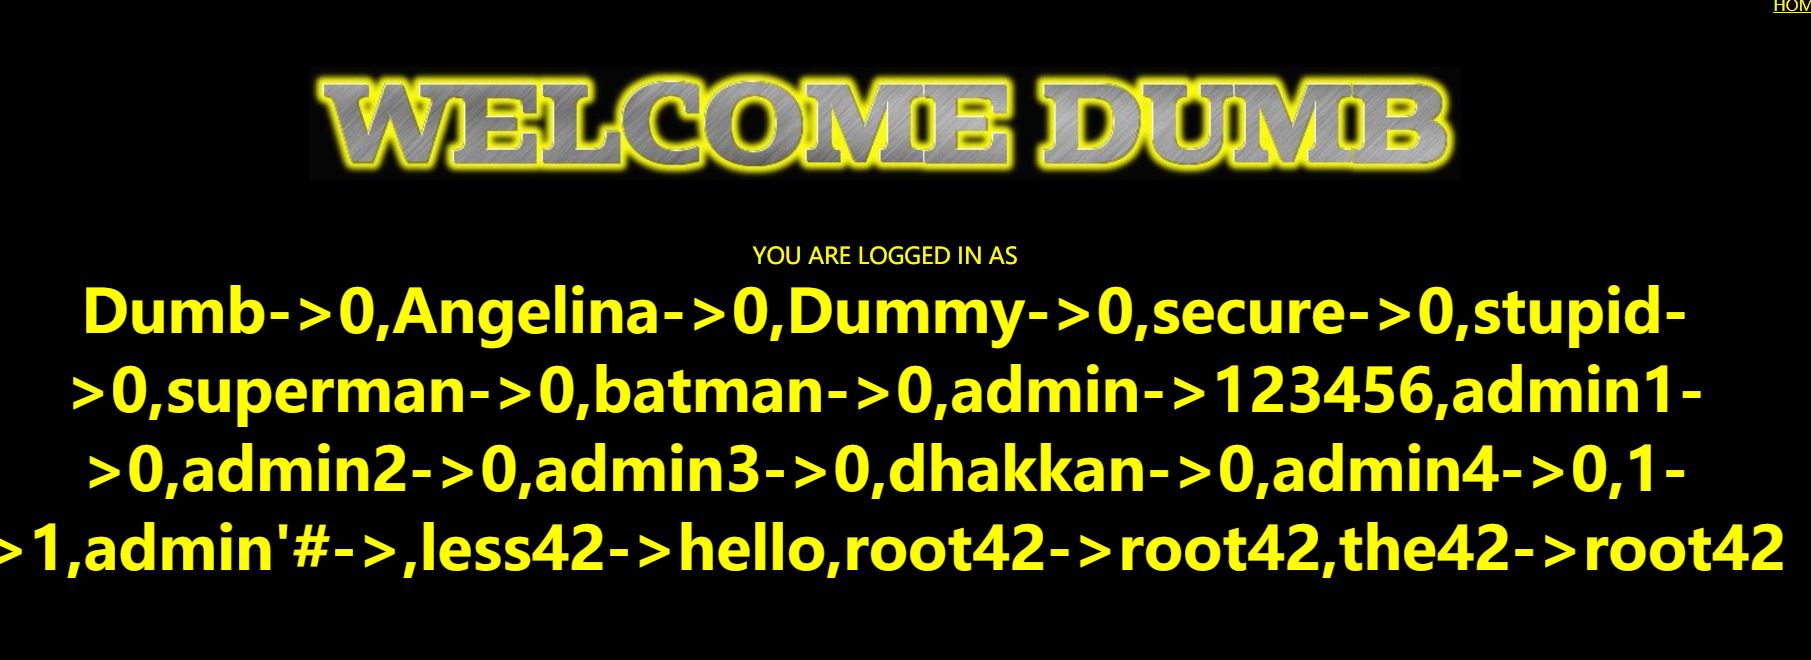 HOM
WELCOME DUMB
YOU ARE LOGGED IN AS
Dumb->0,Angelina->0,Dummy->0,secure->0,stupid-
>0,superman->0,batman->0,admin->123456,admin1-
>0,admin2->0,admin3->0,dhakkan->0,admin4->0,1-
>1,admin'#->,less42->hello,root42->root42,the42->root42